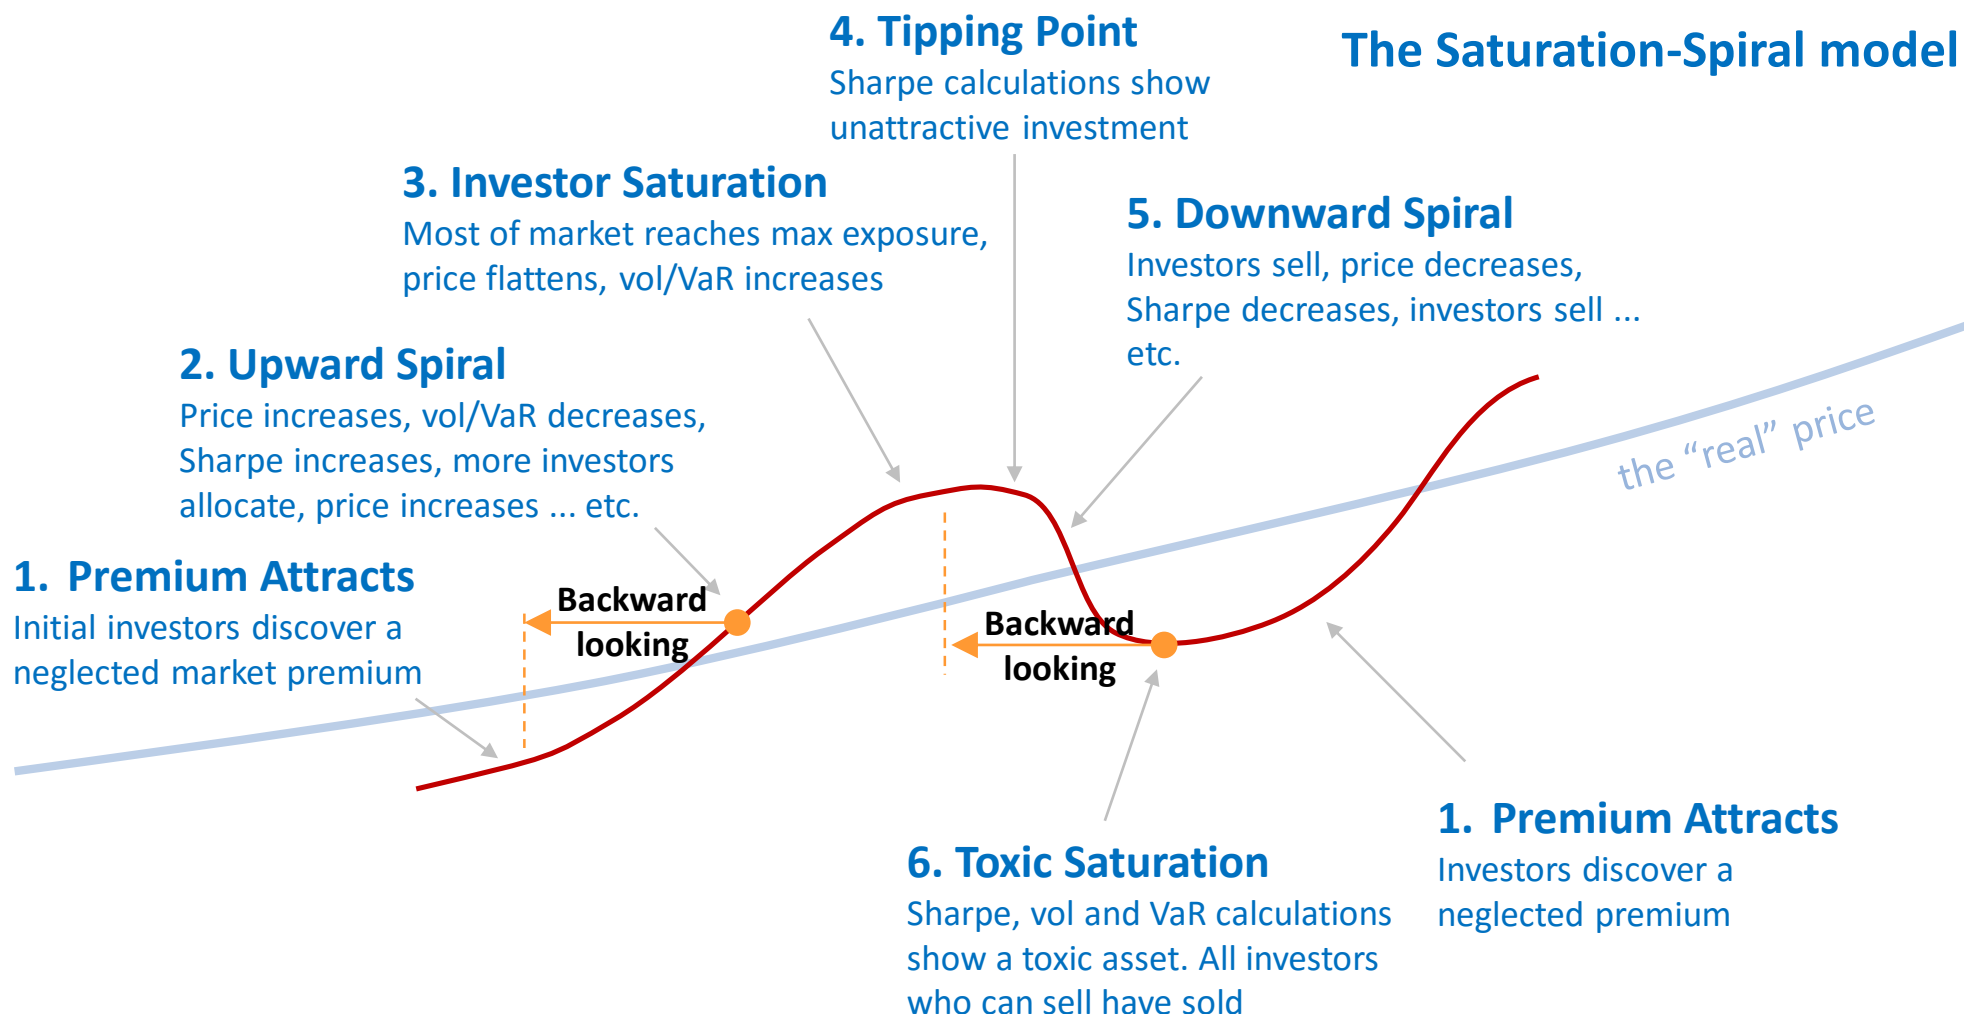 The Saturation-Spiral model
1. Premium Attracts
Initial investors discover a
neglected market premium
2. Upward Spiral
Price increases, vol/VaR decreases,
Sharpe increases, more investors
allocate, price increases ... etc.
3. Investor Saturation
Most of market reaches max exposure,
price flattens, vol/VaR increases
4. Tipping Point
Sharpe calculations show
unattractive investment
5. Downward Spiral
Investors sell, price decreases,
Sharpe decreases, investors sell ...
etc.
6. Toxic Saturation
Sharpe, vol and VaR calculations
show a toxic asset. All investors
who can sell have sold
1. Premium Attracts
Investors discover a
neglected premium
Backward
looking
Backward
looking
the “real” price